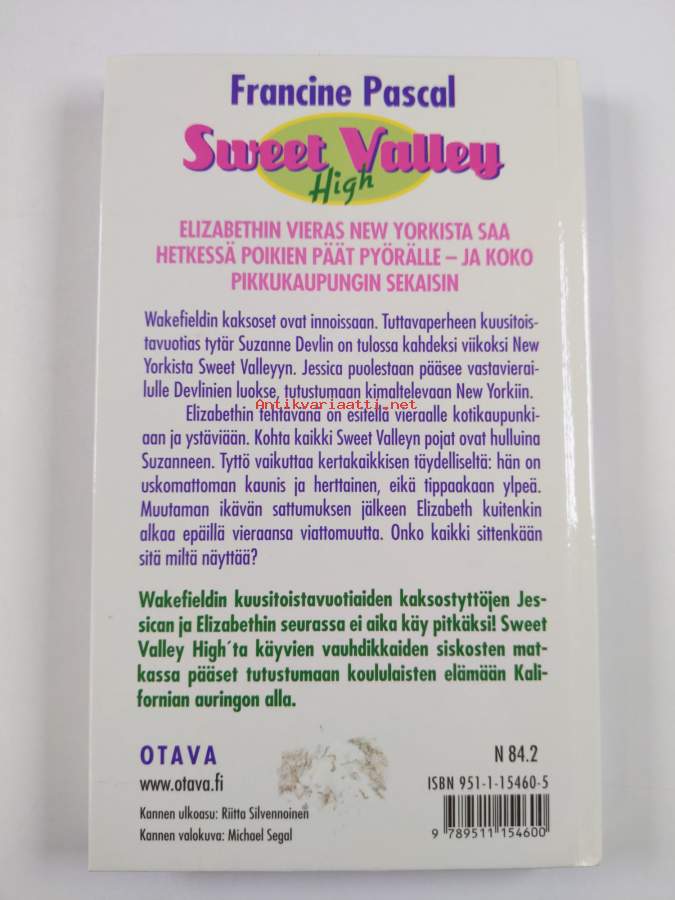 Francine Pascal
Sweet Valley
High
ELIZABETHIN VIERAS NEW YORKISTA SAA
HETKESSÄ POIKIEN PÄÄT PYÖRÄLLE – JA KOKO
PIKKUKAUPUNGIN SEKAISIN
Wakefieldin kaksoset ovat innoissaan. Tuttavaperheen kuusitois-
tavuotias tytär Suzanne Devlin on tulossa kahdeksi viikoksi New
Yorkista Sweet Valleyyn. Jessica puolestaan pääsee vastavierai-
lulle Devlinien luokse, tutustumaan kimaltelevaan New Yorkiin.
Antikvariaatti.net
Elizabethin tehtävänä on esitellä vieraalle kotikaupunki-
aan ja ystäviään. Kohta kaikki Sweet Valleyn pojat ovat hulluina
Suzanneen. Tyttö vaikuttaa kertakaikkisen täydelliseltä: hän on
uskomattoman kaunis ja herttainen, eikä tippaakaan ylpeä.
Muutaman ikävän sattumuksen jälkeen Elizabeth kuitenkin
alkaa epäillä vieraansa viattomuutta. Onko kaikki sittenkään
sitä miltä näyttää?
Wakefieldin kuusitoistavuotiaiden kaksostyttöjen Jes-
sican ja Elizabethin seurassa ei aika käy pitkäksi! Sweet
Valley High´ta käyvien vauhdikkaiden siskosten mat-
kassa pääset tutustumaan koululaisten elämään Kali-
fornian auringon alla.
OTAVA
www.otava.fi
Kannen ulkoasu: Riitta Silvennoinen
Kannen valokuva: Michael Segal
N 84.2
ISBN 951-1-15460-5
9 789511 154600